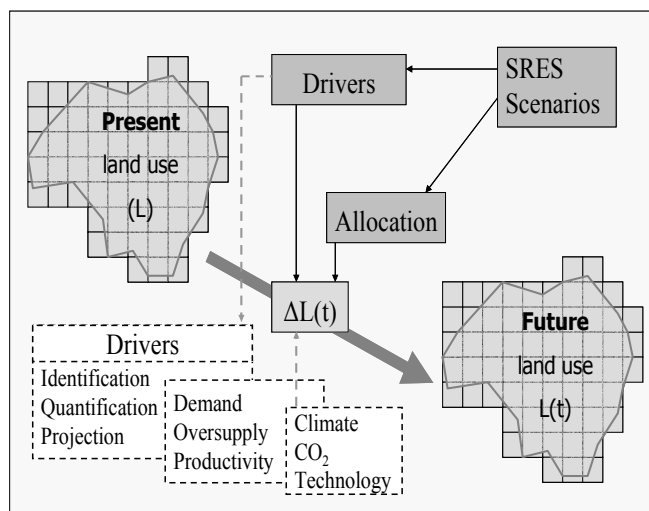 Present
land use
(L)
Drivers
SRES
Scenarios
Allocation
ΔL(t)
Future
land use
L(t)
Drivers
Identification
Quantification
Projection
Demand
Oversupply
Productivity
Climate
CO₂
Technology